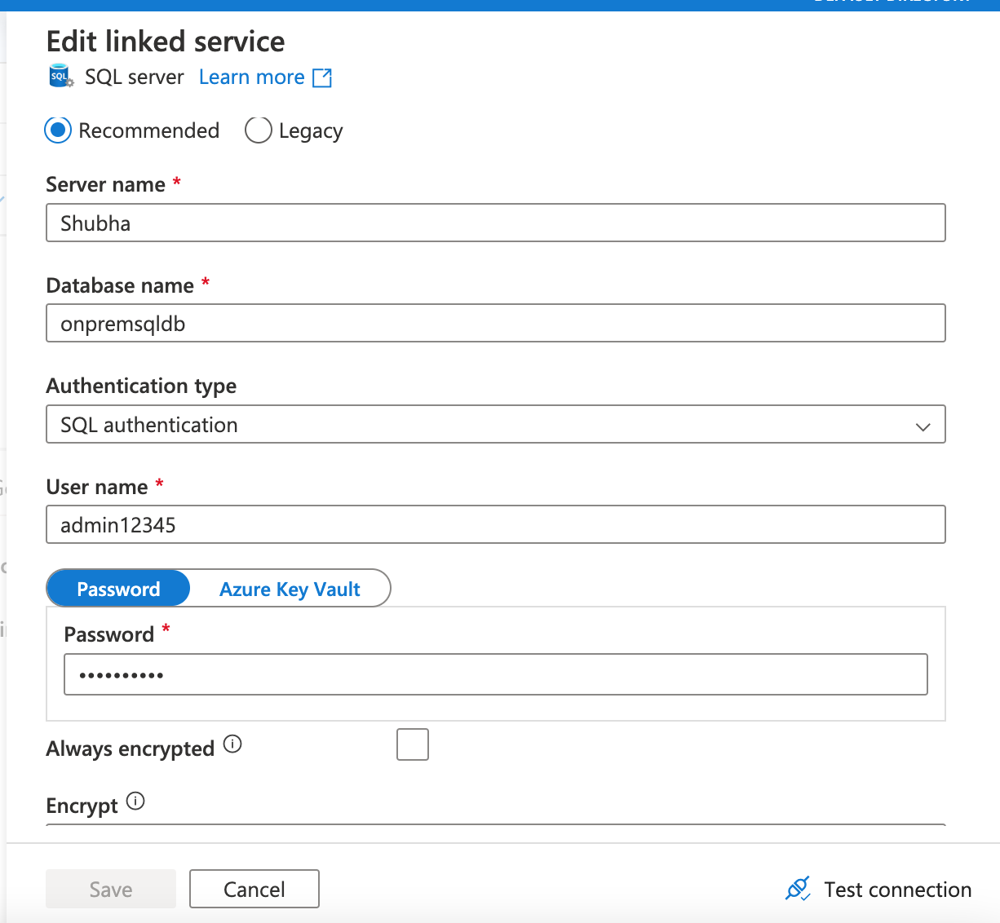 Edit linked service
SQL SQL server Learn more
Recommended Legacy
Server name *
Shubha
Database name *
onpremsqldb
Authentication type
SQL authentication
User name *
admin12345
Password Azure Key Vault
Password *
••••••••••
Always encrypted
Encrypt
Save Cancel Test connection